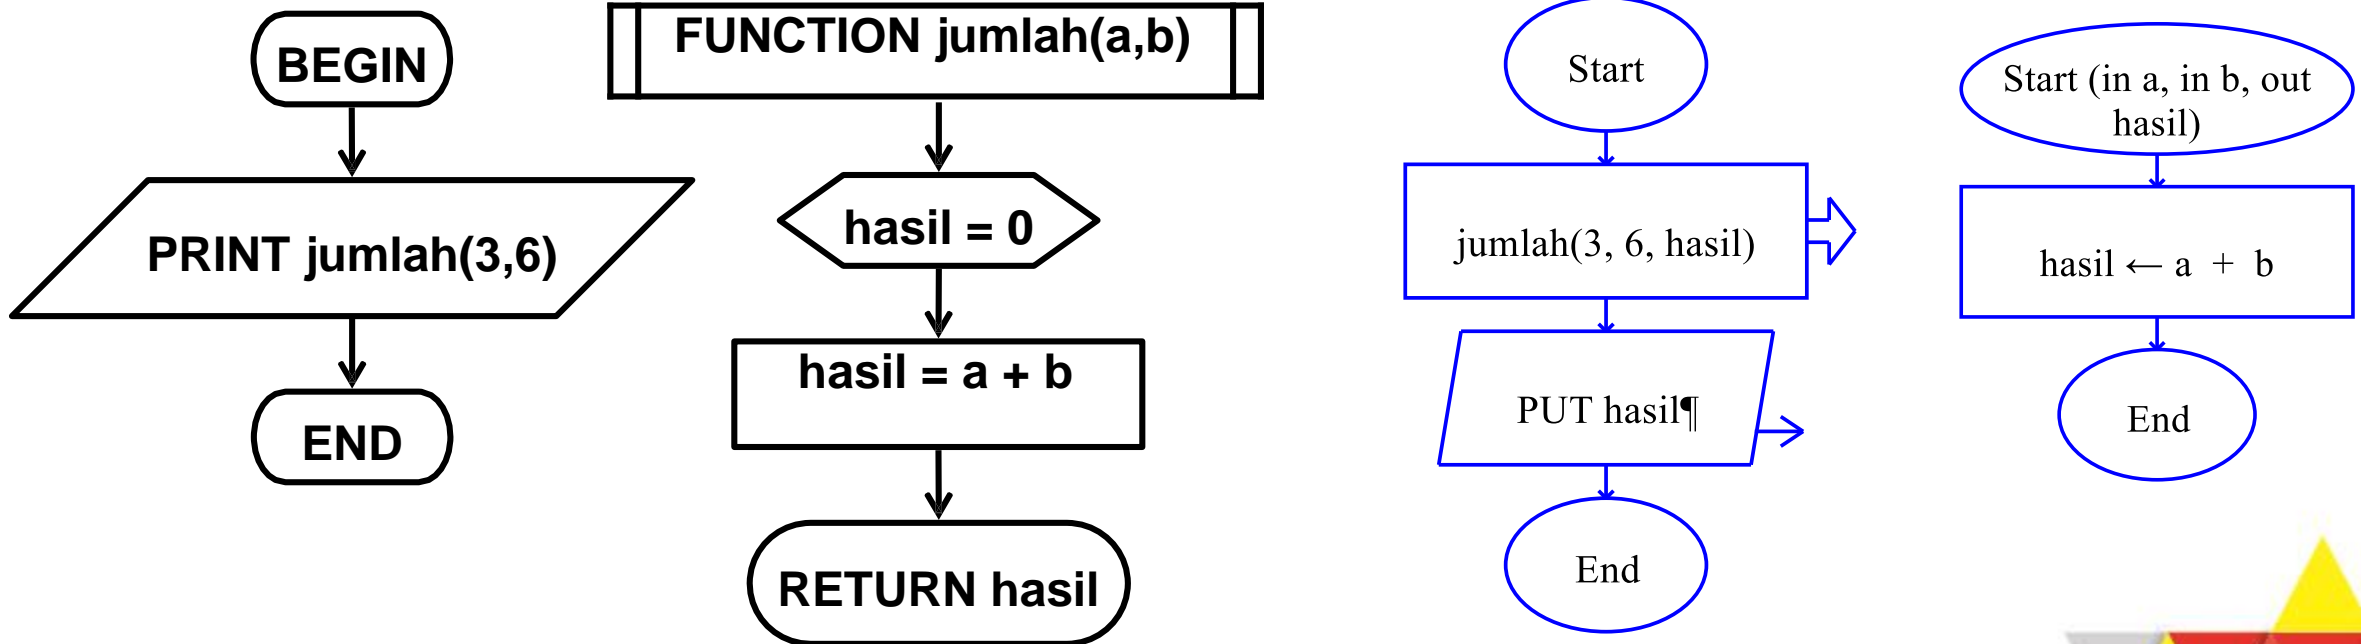 BEGIN
PRINT jumlah(3,6)
END
FUNCTION jumlah(a,b)
hasil = 0
hasil = a + b
RETURN hasil
Start
jumlah(3, 6, hasil)
PUT hasil¶
End
Start (in a, in b, out
hasil)
hasil ← a + b
End